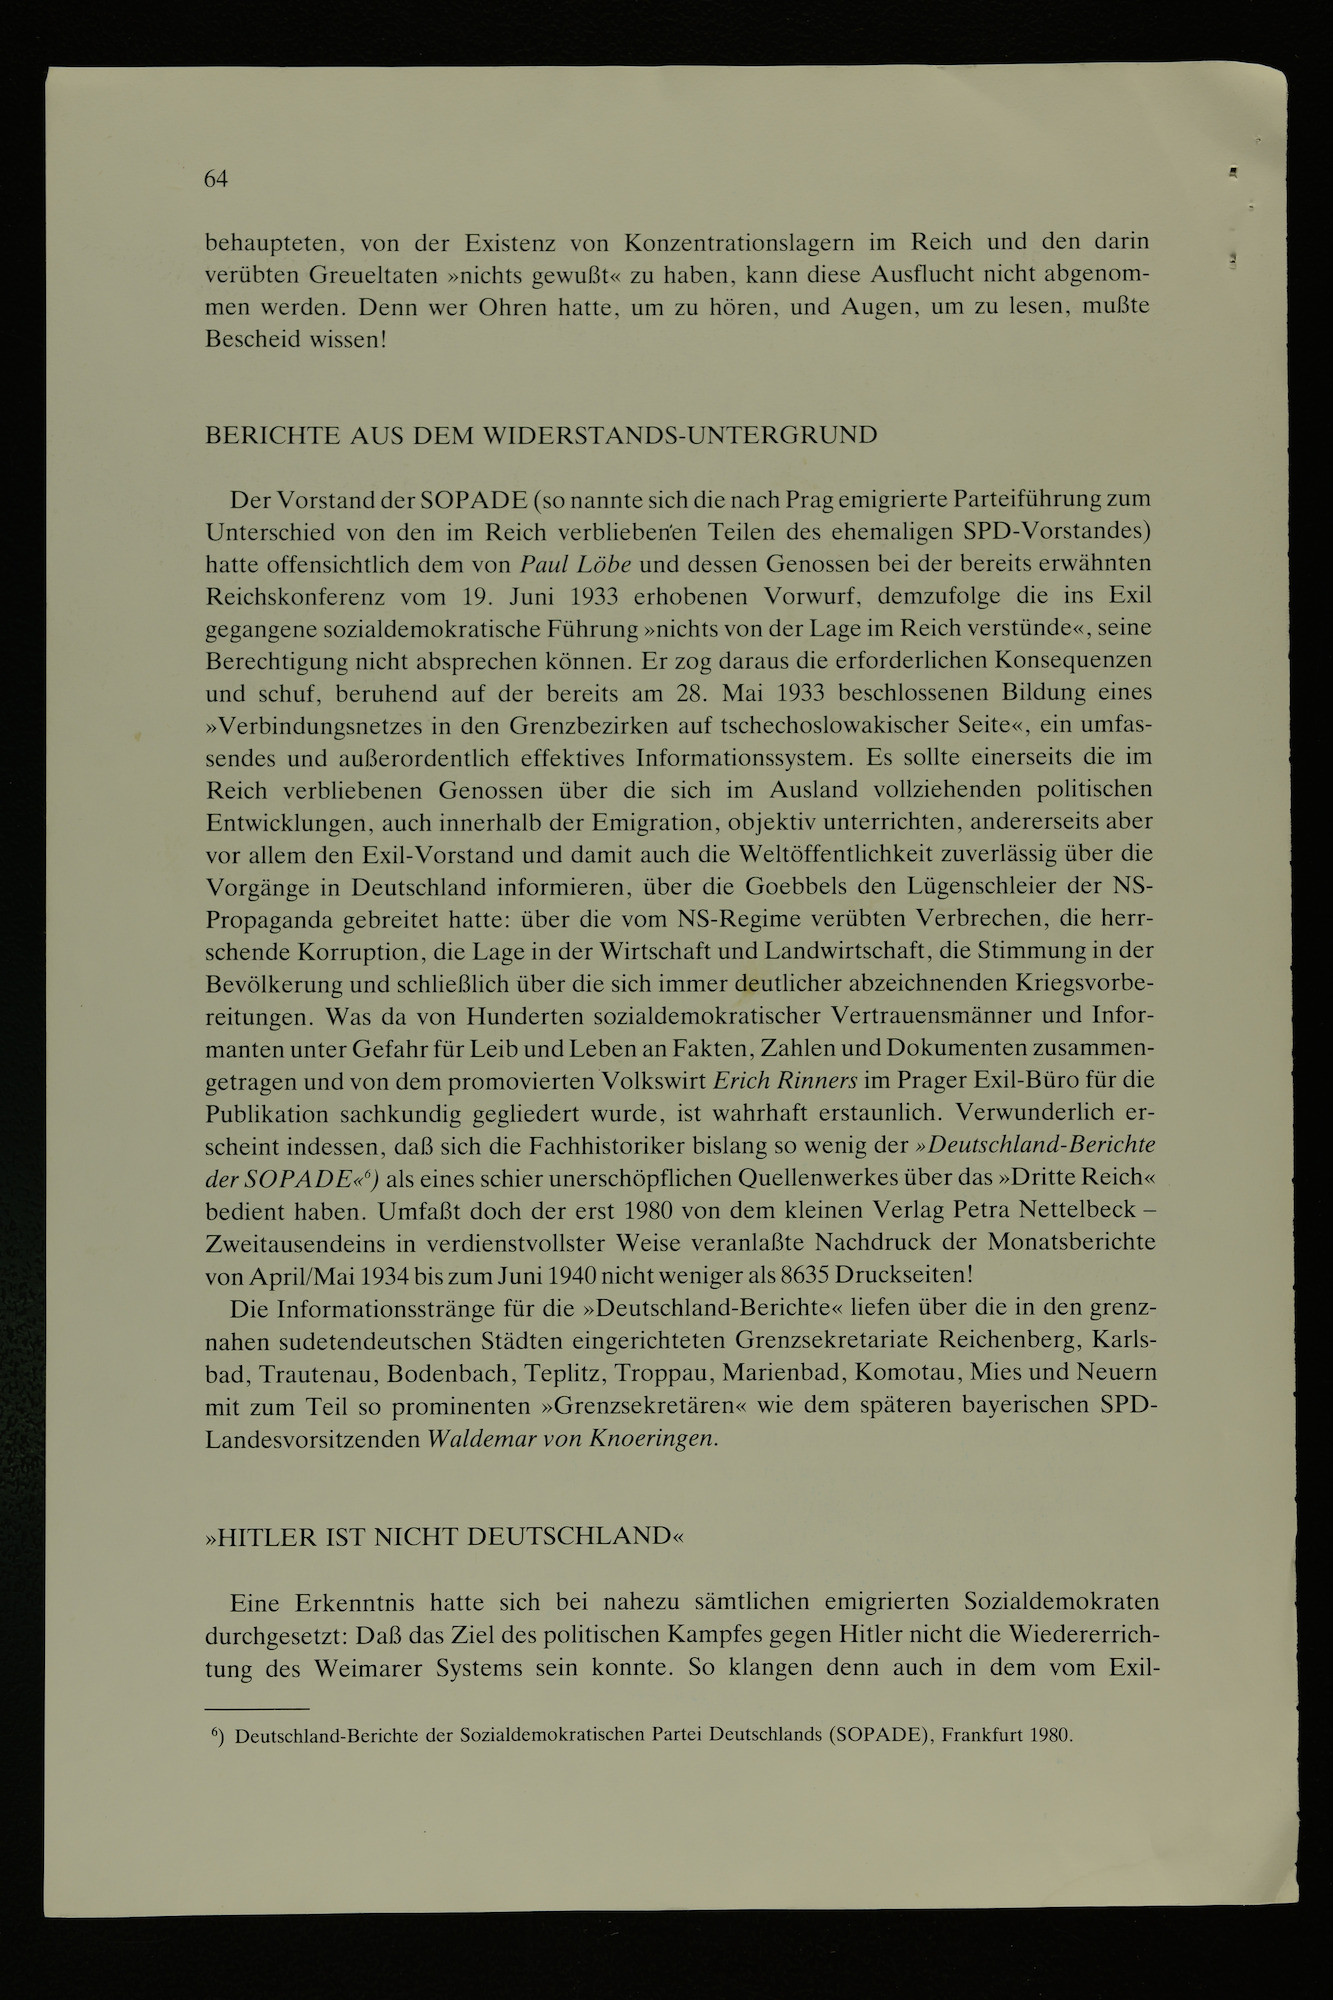 64
behaupteten, von der Existenz von Konzentrationslagern im Reich und den darin
verübten Greueltaten »nichts gewußt« zu haben, kann diese Ausflucht nicht abgenom-
men werden. Denn wer Ohren hatte, um zu hören, und Augen, um zu lesen, mußte
Bescheid wissen!
BERICHTE AUS DEM WIDERSTANDS-UNTERGRUND
Der Vorstand der SOPADE (so nannte sich die nach Prag emigrierte Parteiführung zum
Unterschied von den im Reich verbliebenen Teilen des ehemaligen SPD-Vorstandes)
hatte offensichtlich dem von Paul Löbe und dessen Genossen bei der bereits erwähnten
Reichskonferenz vom 19. Juni 1933 erhobenen Vorwurf, demzufolge die ins Exil
gegangene sozialdemokratische Führung »nichts von der Lage im Reich verstünde«, seine
Berechtigung nicht absprechen können. Er zog daraus die erforderlichen Konsequenzen
und schuf, beruhend auf der bereits am 28. Mai 1933 beschlossenen Bildung eines
»Verbindungsnetzes in den Grenzbezirken auf tschechoslowakischer Seite«, ein umfas-
sendes und außerordentlich effektives Informationssystem. Es sollte einerseits die im
Reich verbliebenen Genossen über die sich im Ausland vollziehenden politischen
Entwicklungen, auch innerhalb der Emigration, objektiv unterrichten, andererseits aber
vor allem den Exil-Vorstand und damit auch die Weltöffentlichkeit zuverlässig über die
Vorgänge in Deutschland informieren, über die Goebbels den Lügenschleier der NS-
Propaganda gebreitet hatte: über die vom NS-Regime verübten Verbrechen, die herr-
schende Korruption, die Lage in der Wirtschaft und Landwirtschaft, die Stimmung in der
Bevölkerung und schließlich über die sich immer deutlicher abzeichnenden Kriegsvorbe-
reitungen. Was da von Hunderten sozialdemokratischer Vertrauensmänner und Infor-
manten unter Gefahr für Leib und Leben an Fakten, Zahlen und Dokumenten zusammen-
getragen und von dem promovierten Volkswirt Erich Rinners im Prager Exil-Büro für die
Publikation sachkundig gegliedert wurde, ist wahrhaft erstaunlich. Verwunderlich er-
scheint indessen, daß sich die Fachhistoriker bislang so wenig der »Deutschland-Berichte
der SOPADE«⁶) als eines schier unerschöpflichen Quellenwerkes über das »Dritte Reich«
bedient haben. Umfaßt doch der erst 1980 von dem kleinen Verlag Petra Nettelbeck –
Zweitausendeins in verdienstvollster Weise veranlaßte Nachdruck der Monatsberichte
von April/Mai 1934 bis zum Juni 1940 nicht weniger als 8635 Druckseiten!
Die Informationsstränge für die »Deutschland-Berichte« liefen über die in den grenz-
nahen sudetendeutschen Städten eingerichteten Grenzsekretariate Reichenberg, Karls-
bad, Trautenau, Bodenbach, Teplitz, Troppau, Marienbad, Komotau, Mies und Neuern
mit zum Teil so prominenten »Grenzsekretären« wie dem späteren bayerischen SPD-
Landesvorsitzenden Waldemar von Knoeringen.
»HITLER IST NICHT DEUTSCHLAND«
Eine Erkenntnis hatte sich bei nahezu sämtlichen emigrierten Sozialdemokraten
durchgesetzt: Daß das Ziel des politischen Kampfes gegen Hitler nicht die Wiedererrich-
tung des Weimarer Systems sein konnte. So klangen denn auch in dem vom Exil-
⁶) Deutschland-Berichte der Sozialdemokratischen Partei Deutschlands (SOPADE), Frankfurt 1980.